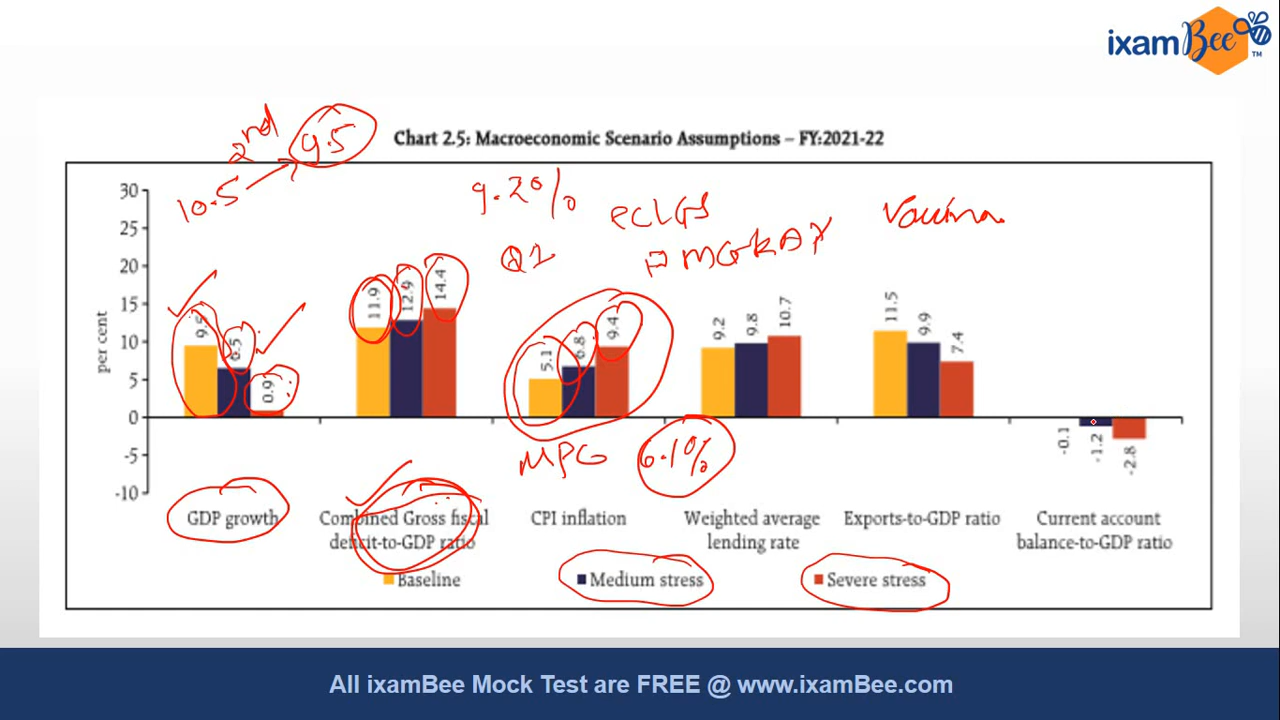 ixamBee™
Chart 2.5: Macroeconomic Scenario Assumptions – FY:2021-22
2nd
9.5
10.5
9.2%
ECLGS
Q1
PMGKAY
Vaccina
30
25
20
15
10
5
0
-5
-10
per cent
9.5
6.5
0.9
11.9
12.9
14.4
5.1
6.8
9.4
9.2
9.8
10.7
11.5
9.9
7.4
-0.1
-1.2
-2.8
MPC
6.1%
GDP growth
Combined Gross fiscal
deficit-to-GDP ratio
CPI inflation
Weighted average
lending rate
Exports-to-GDP ratio
Current account
balance-to-GDP ratio
Baseline
Medium stress
Severe stress
All ixamBee Mock Test are FREE @ www.ixamBee.com